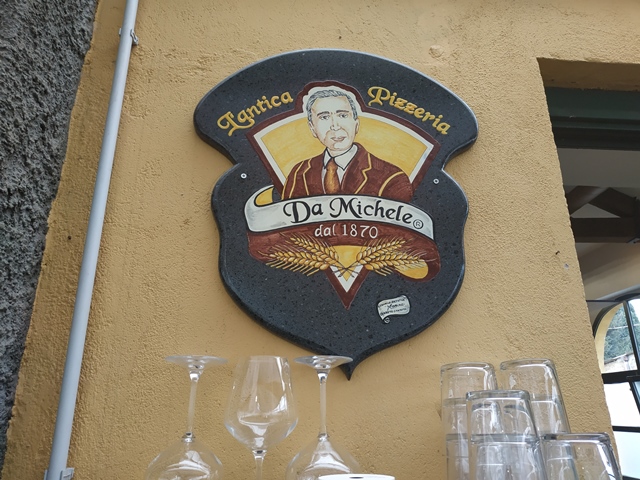 L'antica Pizzeria
Da Michele ®
dal 1870